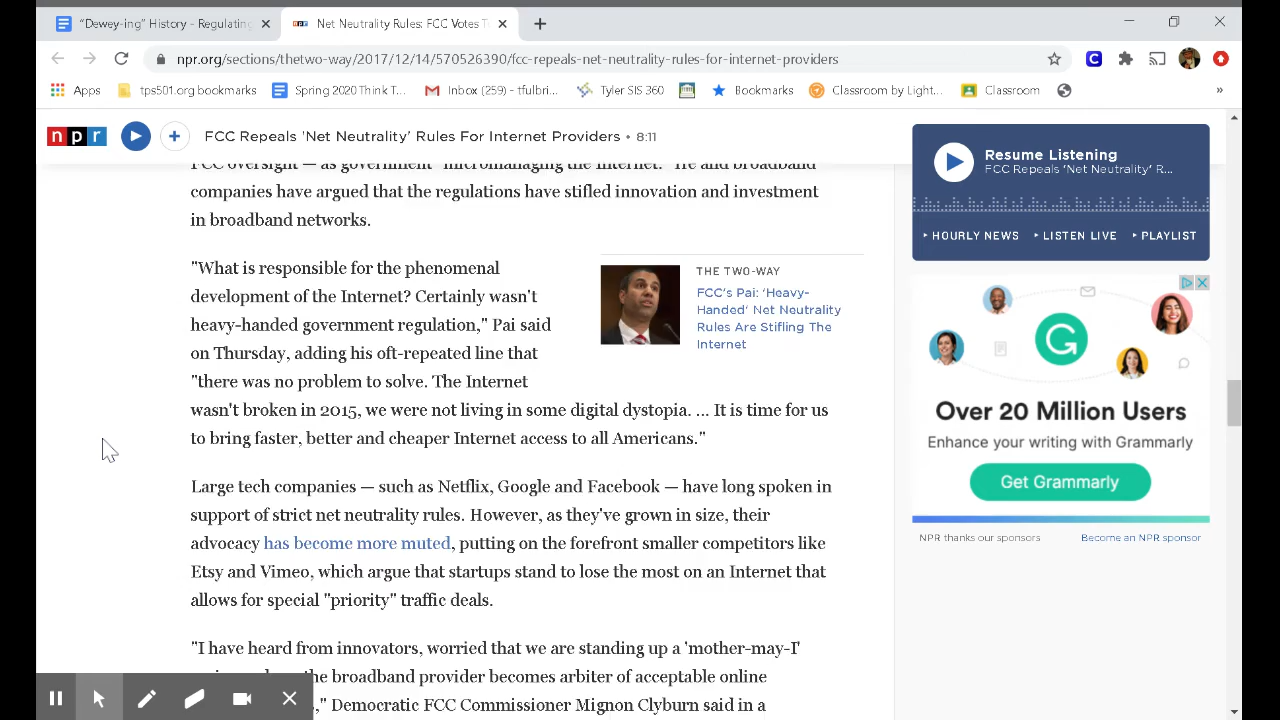 "Dewey-ing" History - Regulating
Net Neutrality Rules: FCC Votes T
npr.org/sections/thetwo-way/2017/12/14/570526390/fcc-repeals-net-neutrality-rules-for-internet-providers
Apps
tps501.org bookmarks
Spring 2020 Think T...
Inbox (259) - tfulbri...
Tyler SIS 360
Bookmarks
Classroom by Light...
Classroom
»
npr
FCC Repeals 'Net Neutrality' Rules For Internet Providers • 8:11
FCC oversight — as government "micromanaging the Internet." He and broadband
companies have argued that the regulations have stifled innovation and investment
in broadband networks.
"What is responsible for the phenomenal
development of the Internet? Certainly wasn't
heavy-handed government regulation," Pai said
on Thursday, adding his oft-repeated line that
"there was no problem to solve. The Internet
wasn't broken in 2015, we were not living in some digital dystopia. ... It is time for us
to bring faster, better and cheaper Internet access to all Americans."
THE TWO-WAY
FCC's Pai: 'Heavy-
Handed' Net Neutrality
Rules Are Stifling The
Internet
Large tech companies — such as Netflix, Google and Facebook — have long spoken in
support of strict net neutrality rules. However, as they've grown in size, their
advocacy has become more muted, putting on the forefront smaller competitors like
Etsy and Vimeo, which argue that startups stand to lose the most on an Internet that
allows for special "priority" traffic deals.
"I have heard from innovators, worried that we are standing up a 'mother-may-I'
the broadband provider becomes arbiter of acceptable online
," Democratic FCC Commissioner Mignon Clyburn said in a
Resume Listening
FCC Repeals 'Net Neutrality' R...
HOURLY NEWS
LISTEN LIVE
PLAYLIST
Over 20 Million Users
Enhance your writing with Grammarly
Get Grammarly
NPR thanks our sponsors
Become an NPR sponsor